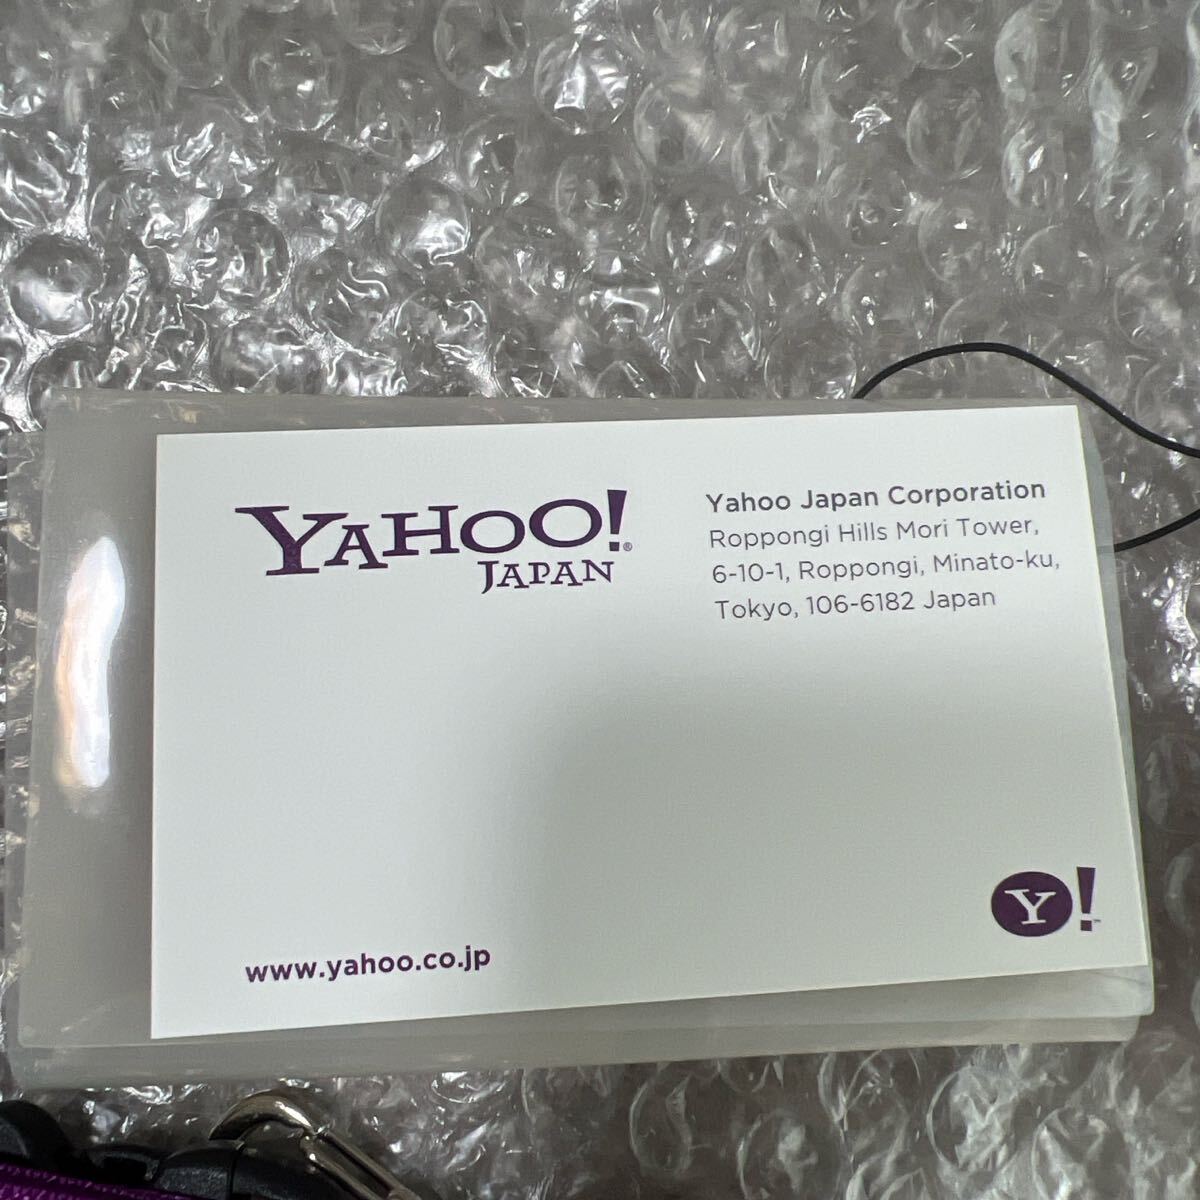 YAHOO!®
JAPAN
Yahoo Japan Corporation
Roppongi Hills Mori Tower,
6-10-1, Roppongi, Minato-ku,
Tokyo, 106-6182 Japan
Y!™
www.yahoo.co.jp